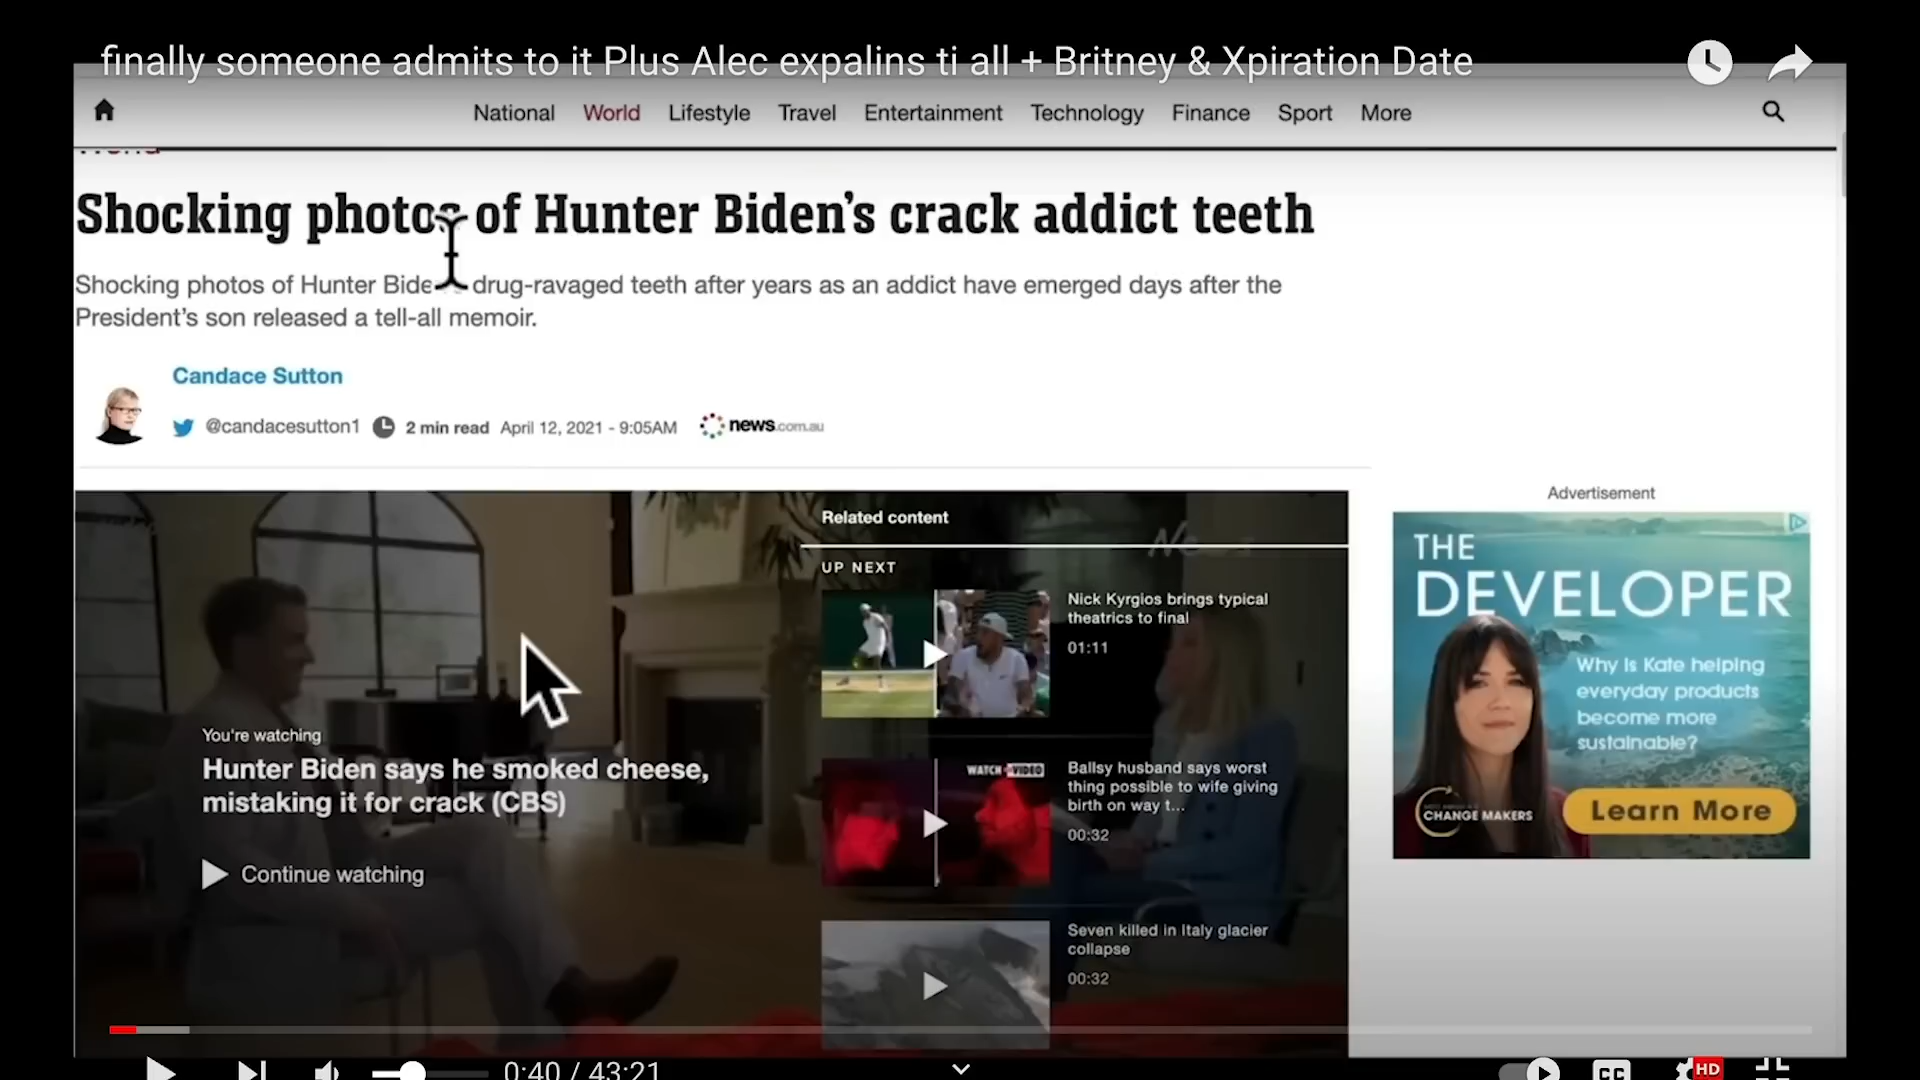 finally someone admits to it Plus Alec expalins ti all + Britney & Xpiration Date
National World Lifestyle Travel Entertainment Technology Finance Sport More
Shocking photos of Hunter Biden's crack addict teeth
Shocking photos of Hunter Bide drug-ravaged teeth after years as an addict have emerged days after the
President's son released a tell-all memoir.
Candace Sutton
@candacesutton1 2 min read April 12, 2021 - 9:05AM news.com.au
Advertisement
THE
DEVELOPER
Why Is Kate helping
everyday products
become more
sustainable?
CHANGE MAKERS
Learn More
Related content
News
UP NEXT
Nick Kyrgios brings typical
theatrics to final
01:11
WATCH VIDEO
Ballsy husband says worst
thing possible to wife giving
birth on way t...
00:32
Seven killed in Italy glacier
collapse
00:32
You're watching
Hunter Biden says he smoked cheese,
mistaking it for crack (CBS)
Continue watching
0:40 / 43:21
CC
HD